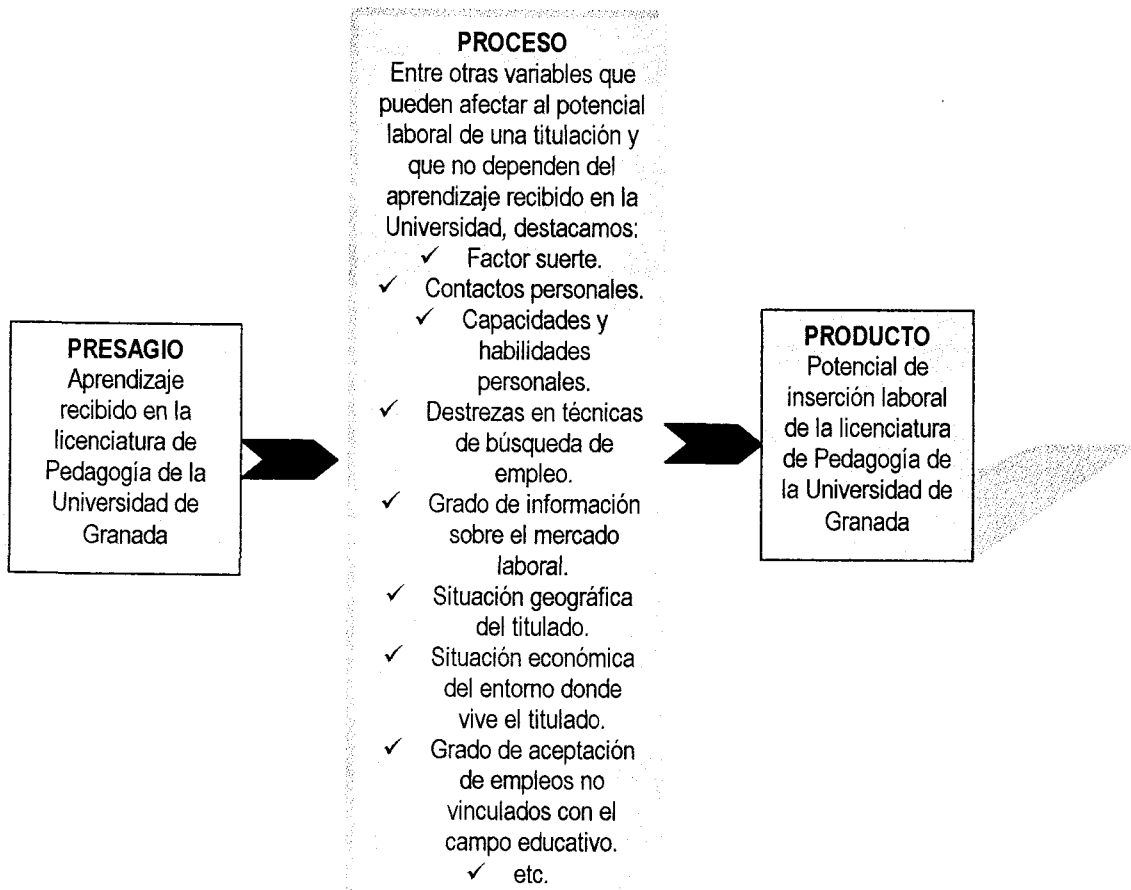 PRESAGIO
Aprendizaje
recibido en la
licenciatura de
Pedagogía de la
Universidad de
Granada
PROCESO
Entre otras variables que
pueden afectar al potencial
laboral de una titulación y
que no dependen del
aprendizaje recibido en la
Universidad, destacamos:
✓ Factor suerte.
✓ Contactos personales.
✓ Capacidades y
habilidades
personales.
✓ Destrezas en técnicas
de búsqueda de
empleo.
✓ Grado de información
sobre el mercado
laboral.
✓ Situación geográfica
del titulado.
✓ Situación económica
del entorno donde
vive el titulado.
✓ Grado de aceptación
de empleos no
vinculados con el
campo educativo.
✓ etc.
PRODUCTO
Potencial de
inserción laboral
de la licenciatura
de Pedagogía de
la Universidad de
Granada